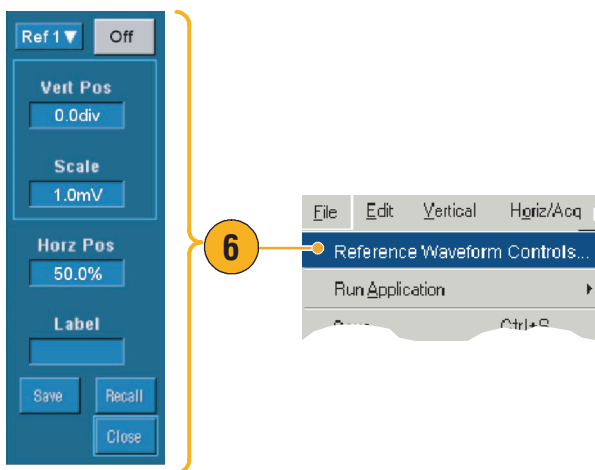 Ref 1 Off
Vert Pos
0.0div
Scale
1.0mV
Horz Pos
50.0%
Label
Save Recall
Close
6
File Edit Vertical Horiz/Acq
Reference Waveform Controls...
Run Application